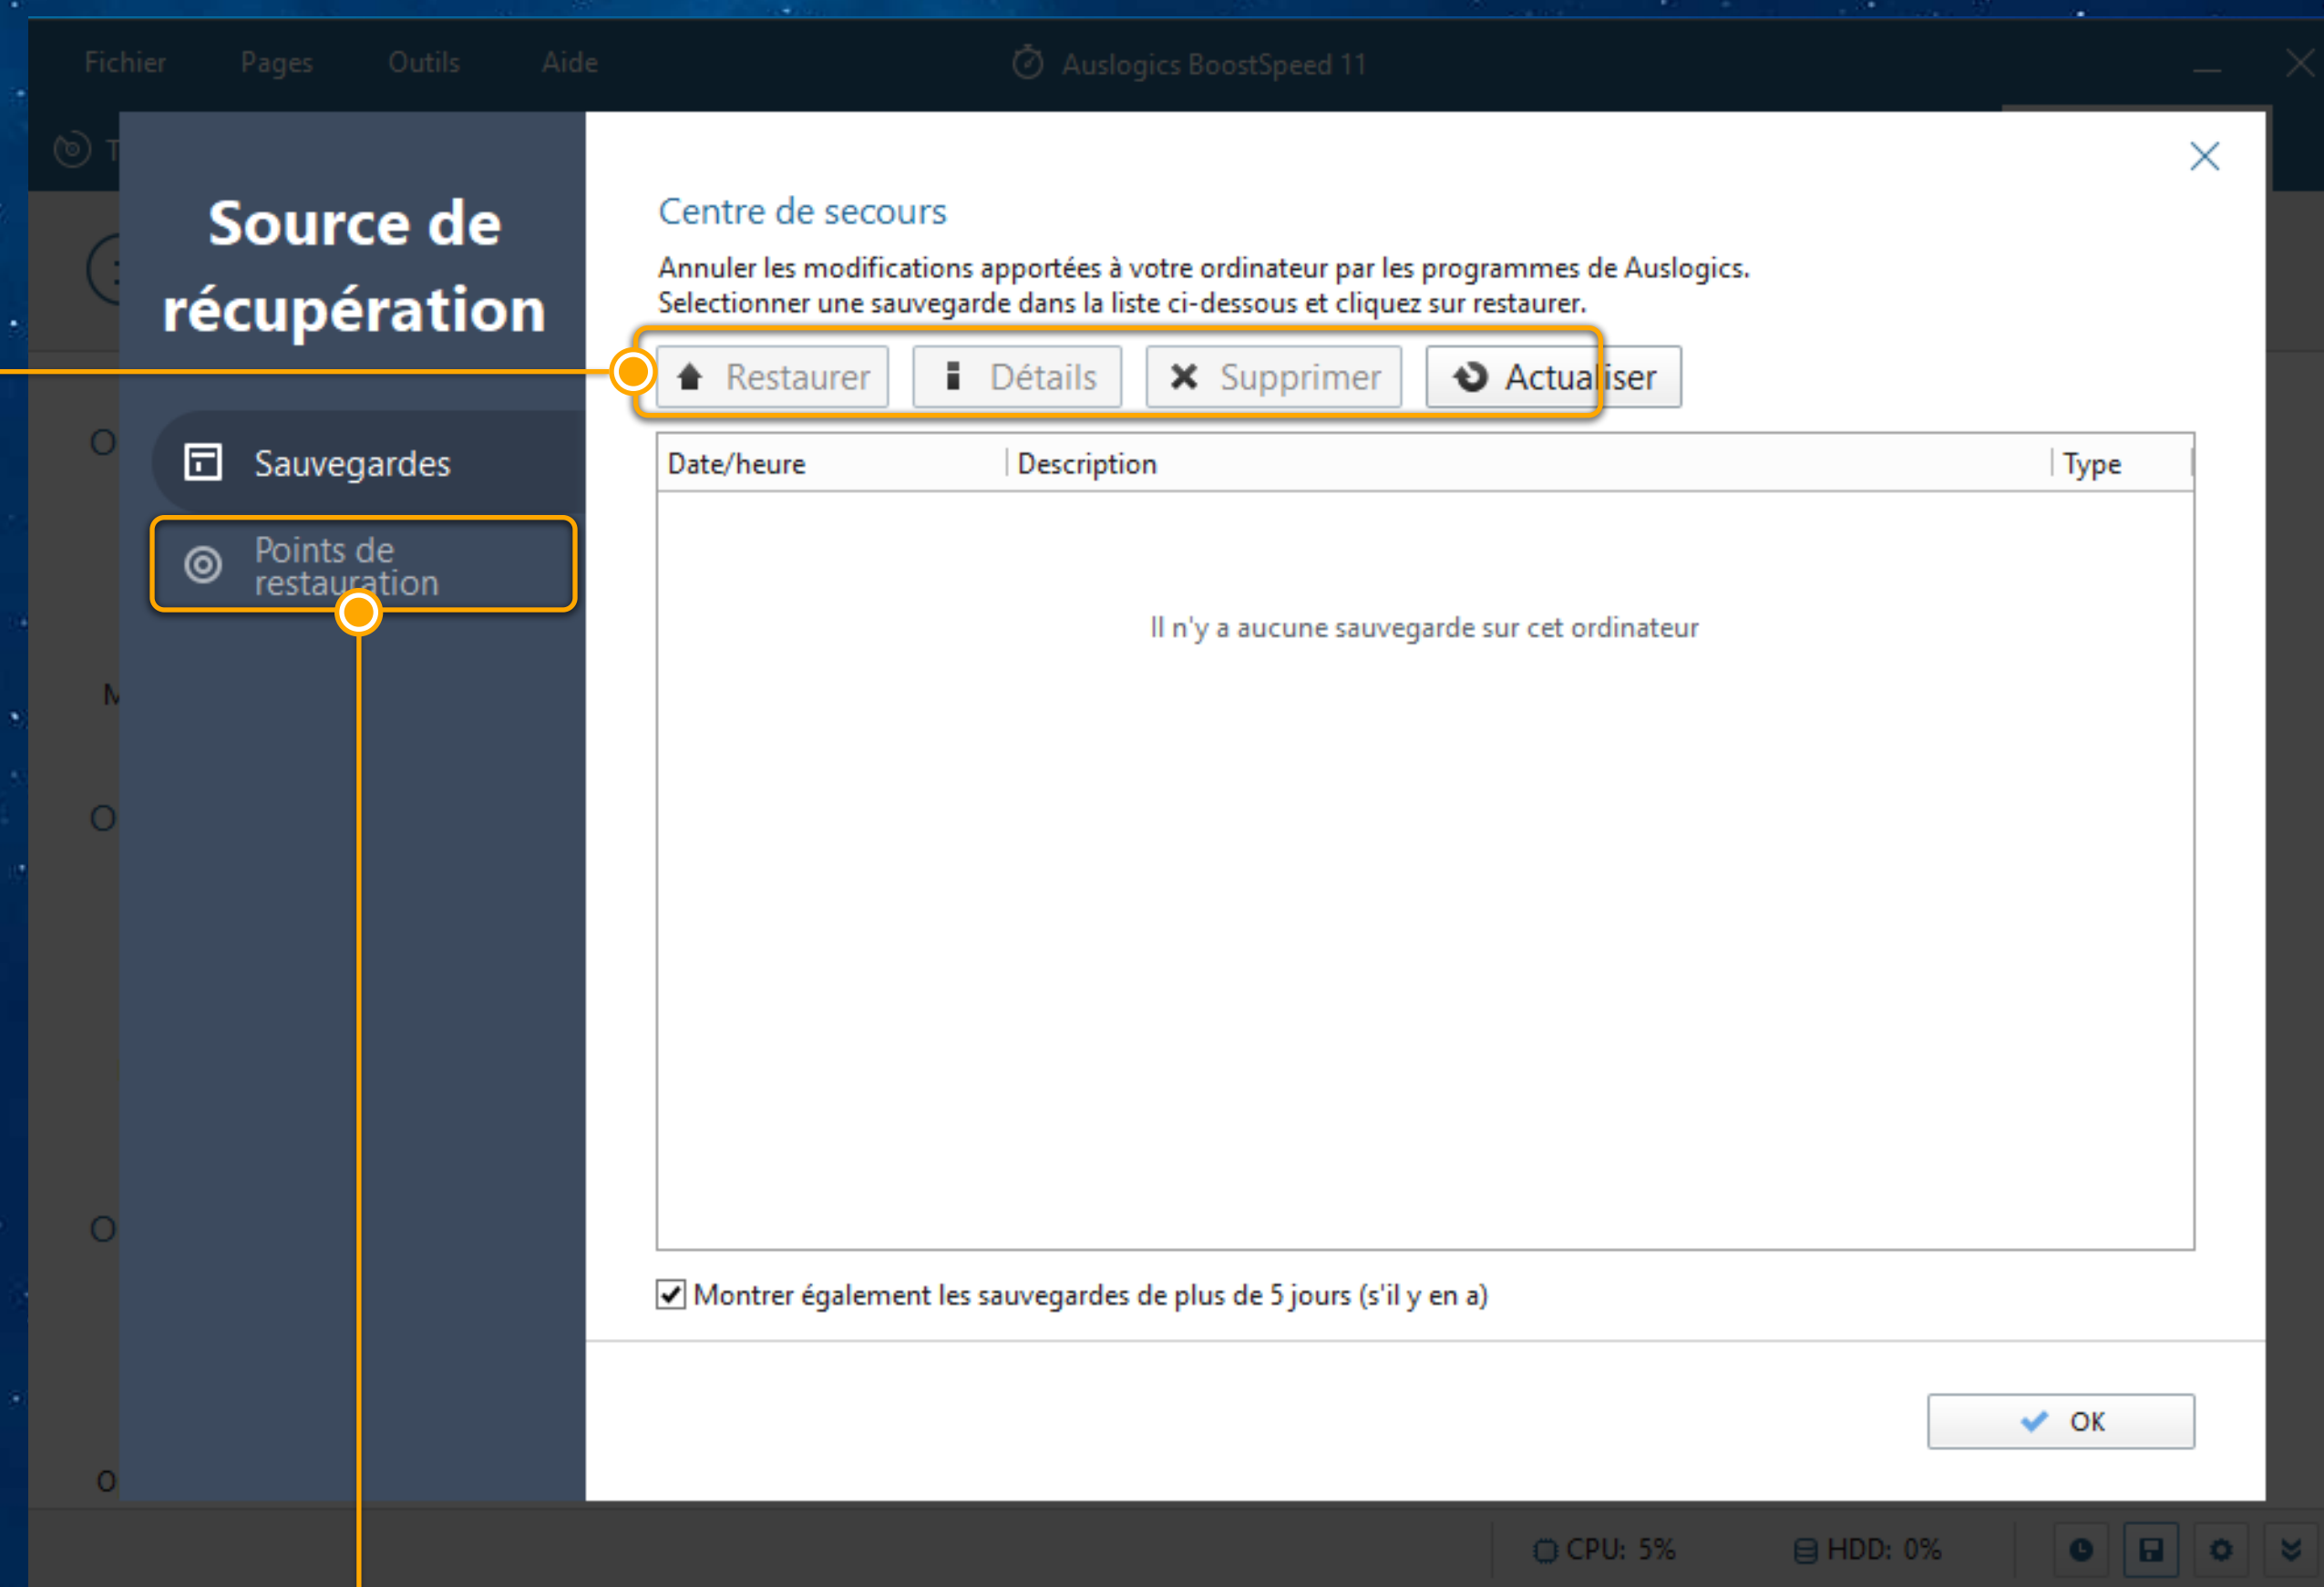 Fichier Pages Outils Aide
Auslogics BoostSpeed 11
Source de
récupération
Sauvegardes
Points de
restauration
Centre de secours
Annuler les modifications apportées à votre ordinateur par les programmes de Auslogics.
Selectionner une sauvegarde dans la liste ci-dessous et cliquez sur restaurer.
Restaurer Détails Supprimer Actualiser
Date/heure Description Type
Il n'y a aucune sauvegarde sur cet ordinateur
Montrer également les sauvegardes de plus de 5 jours (s'il y en a)
OK
CPU: 5% HDD: 0%